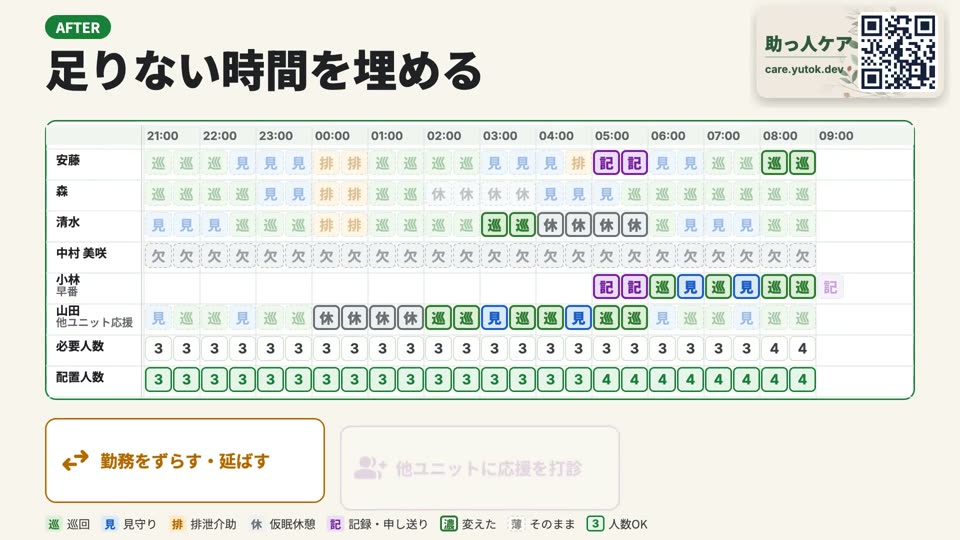 AFTER
足りない時間を埋める
助っ人ケア
care.yutok.dev
21:00 22:00 23:00 00:00 01:00 02:00 03:00 04:00 05:00 06:00 07:00 08:00 09:00
安藤 巡 巡 巡 見 見 見 排 排 巡 巡 巡 巡 見 見 見 排 記 記 見 見 巡 巡 巡 巡
森 巡 巡 巡 巡 見 見 排 排 巡 巡 休 休 休 休 見 見 見 巡 巡 巡 巡 巡 巡 巡
清水 見 見 見 巡 巡 巡 排 排 巡 巡 巡 巡 巡 巡 休 休 休 休 巡 見 見 見 巡 巡
中村 美咲 欠 欠 欠 欠 欠 欠 欠 欠 欠 欠 欠 欠 欠 欠 欠 欠 欠 欠 欠 欠 欠 欠 欠 欠
小林 記 記 巡 見 巡 見 巡 巡 記
早番
山田 見 巡 巡 見 巡 巡 休 休 休 休 巡 巡 見 巡 巡 見 巡 巡 見 巡 巡 見 巡 巡
他ユニット応援
必要人数 3 3 3 3 3 3 3 3 3 3 3 3 3 3 3 3 3 3 3 3 3 3 4 4
配置人数 3 3 3 3 3 3 3 3 3 3 3 3 3 3 3 3 4 4 4 4 4 4 4 4
勤務をずらす・延ばす
他ユニットに応援を打診
巡 巡回 見 見守り 排 排泄介助 休 仮眠休憩 記 記録・申し送り 濃 変えた 薄 そのまま 3 人数OK